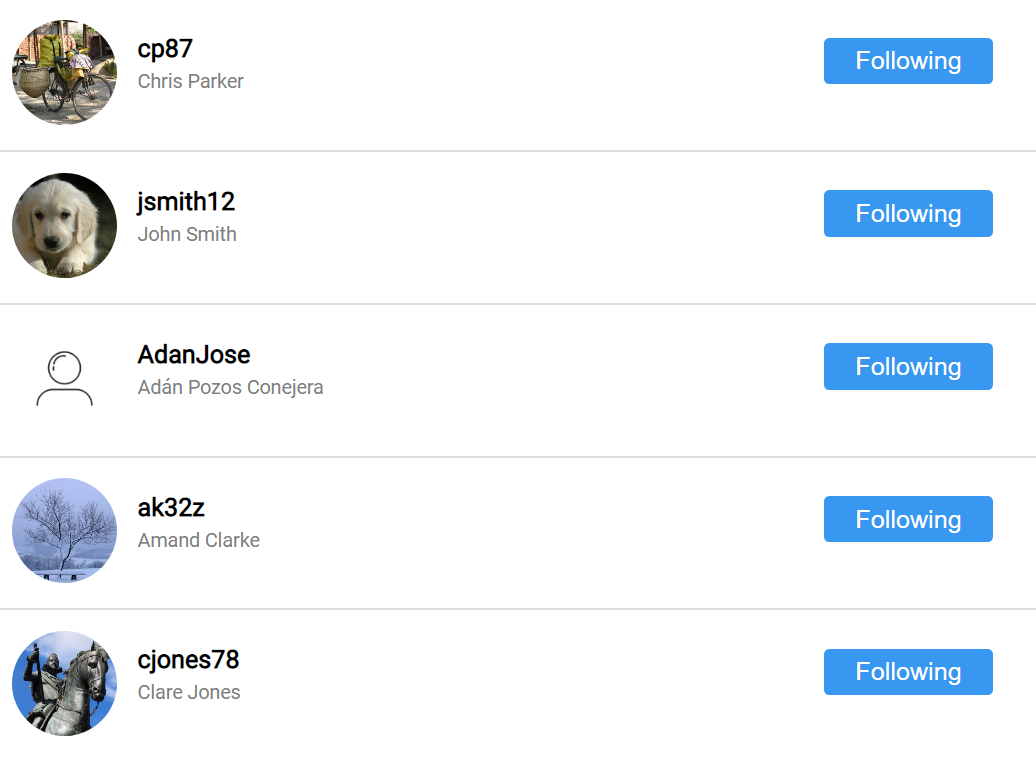 cp87
Chris Parker
Following
jsmith12
John Smith
Following
AdanJose
Adán Pozos Conejera
Following
ak32z
Amand Clarke
Following
cjones78
Clare Jones
Following